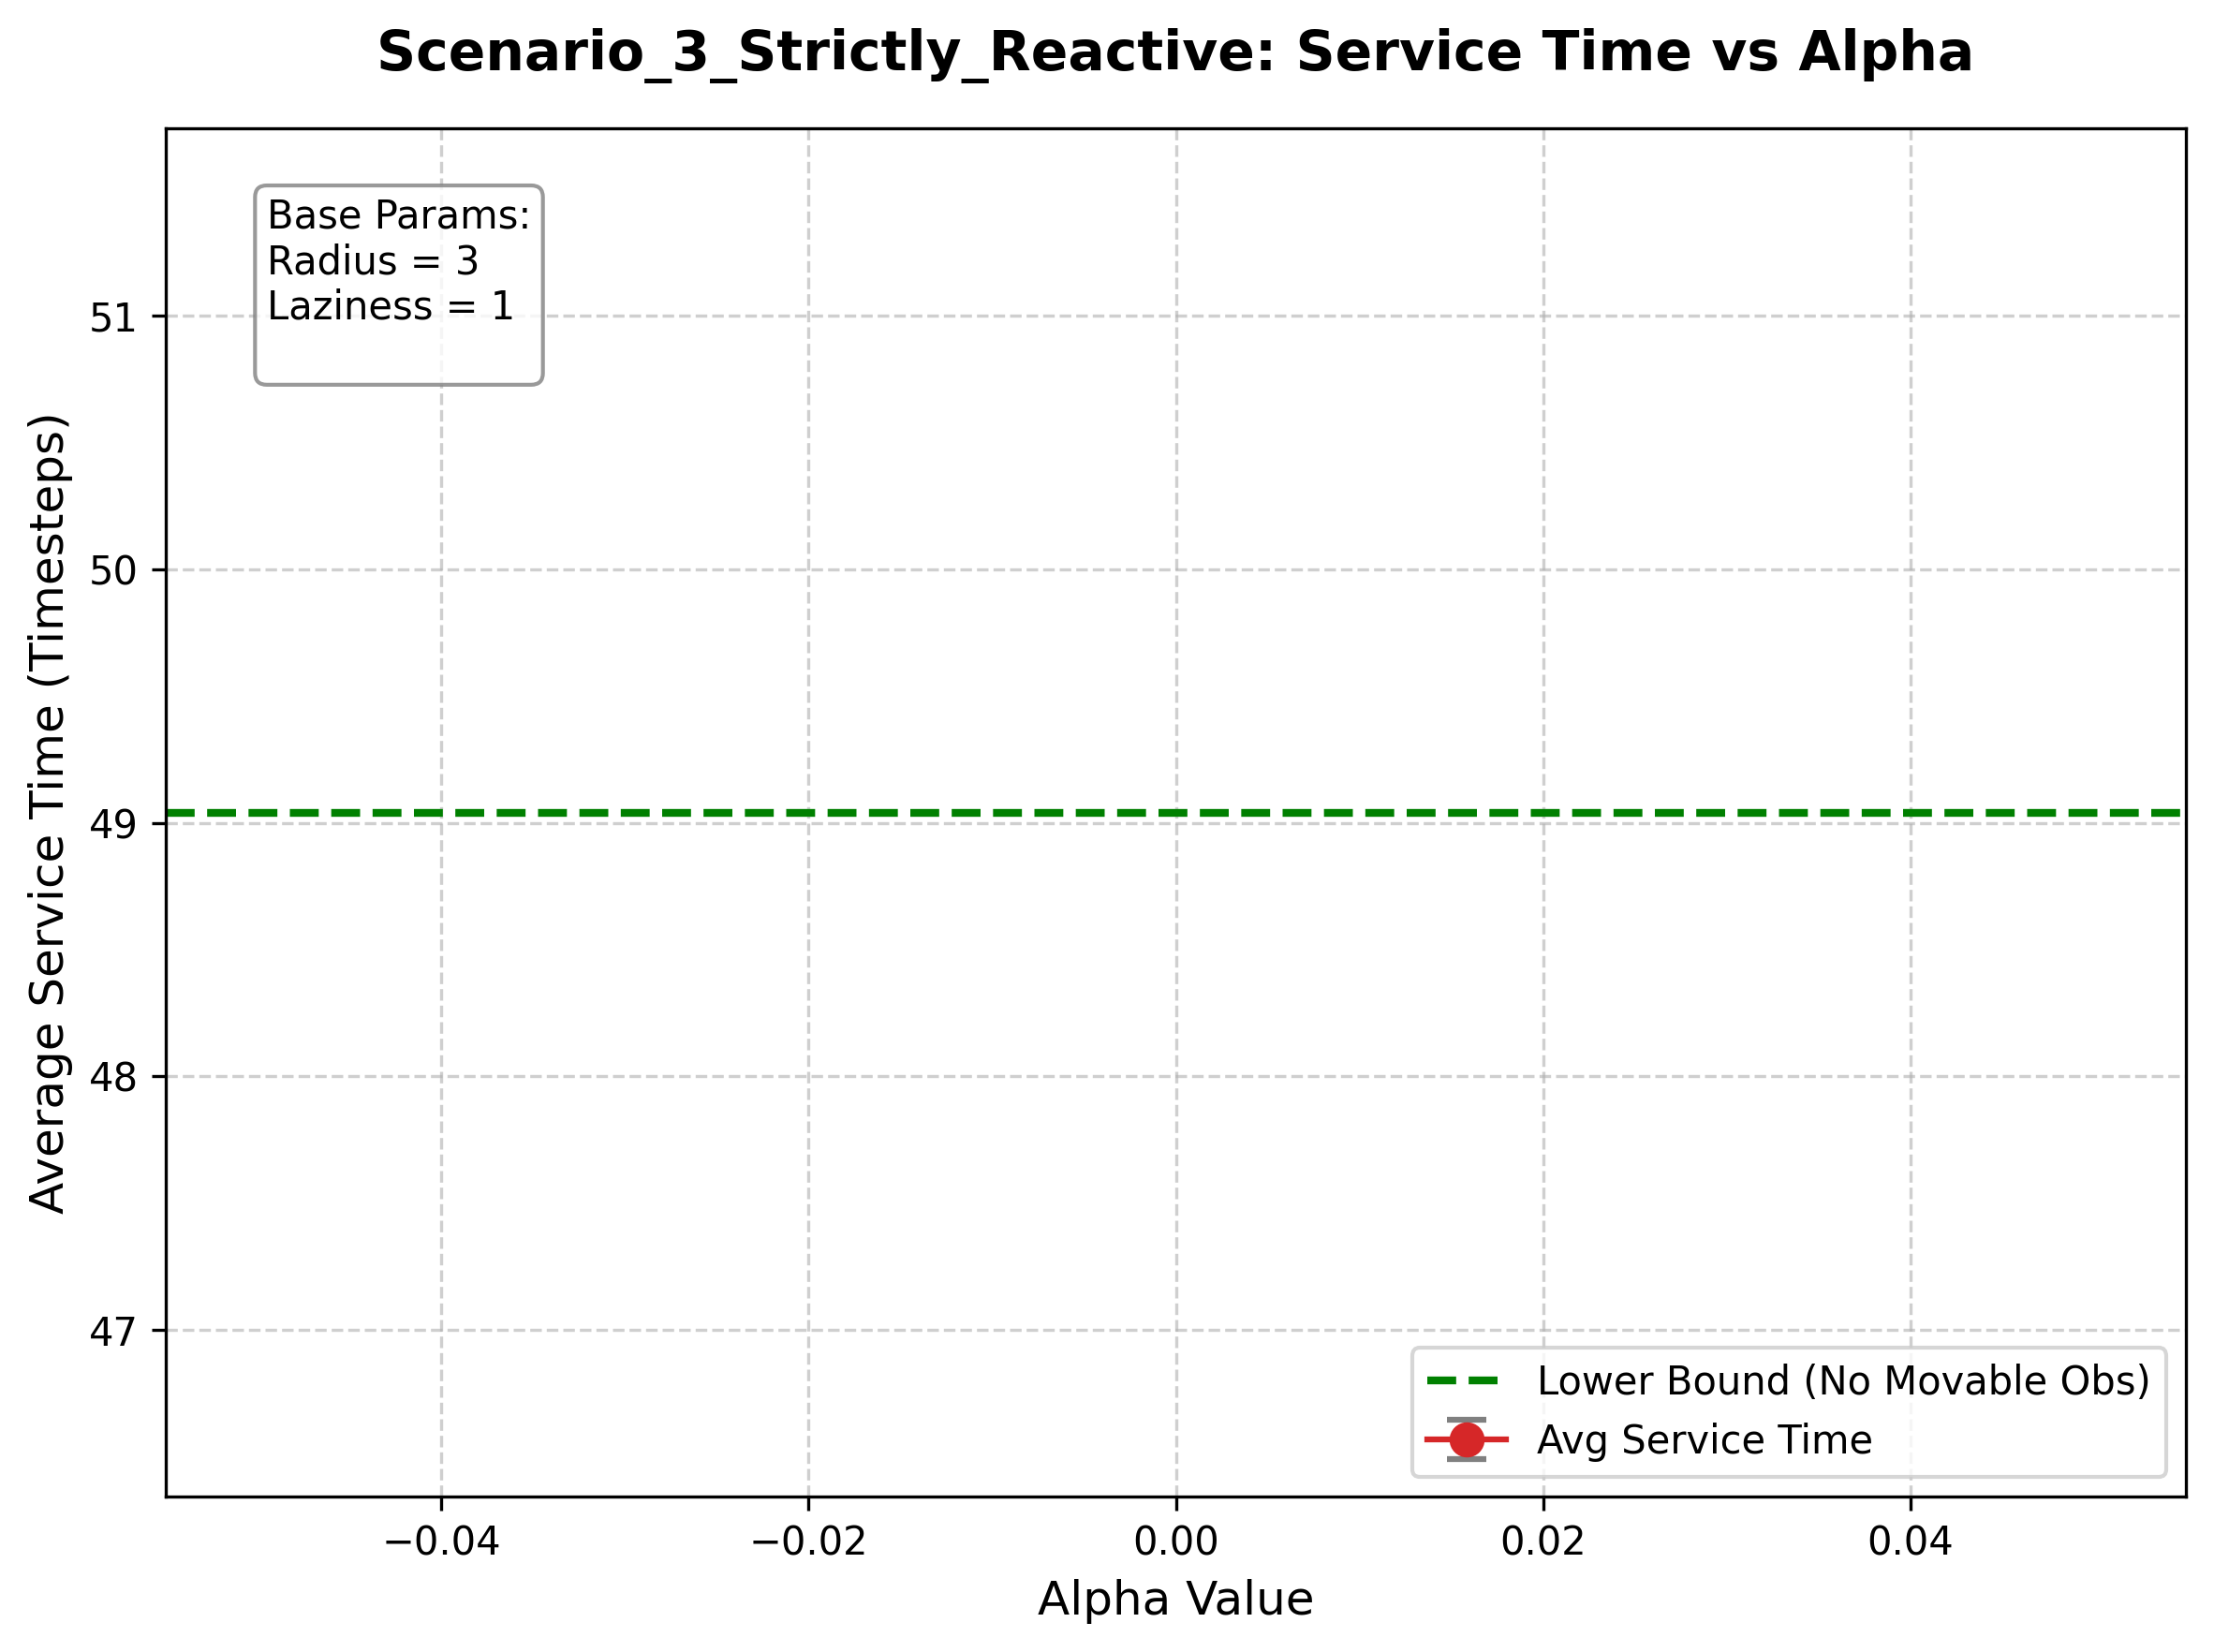 Scenario_3_Strictly_Reactive: Service Time vs Alpha
Base Params:
Radius = 3
Laziness = 1
Average Service Time (Timesteps)
51
50
49
48
47
Lower Bound (No Movable Obs)
Avg Service Time
−0.04
−0.02
0.00
0.02
0.04
Alpha Value